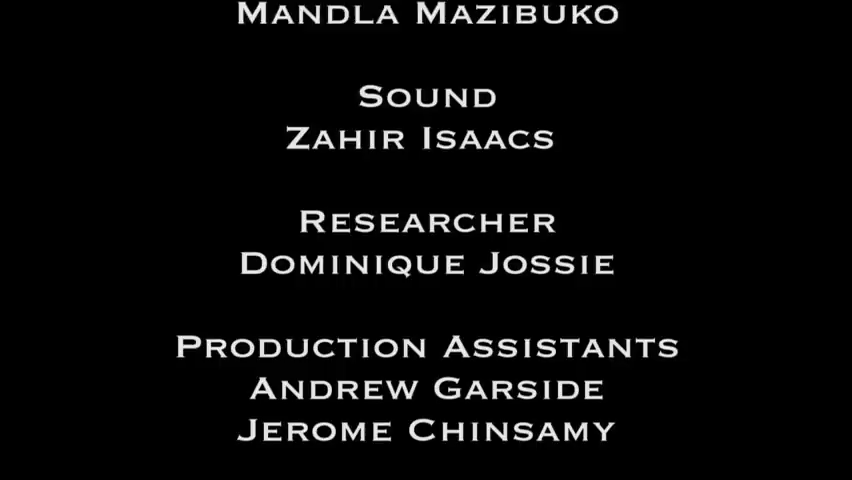 Mandla Mazibuko
Sound
Zahir Isaacs
Researcher
Dominique Jossie
Production Assistants
Andrew Garside
Jerome Chinsamy